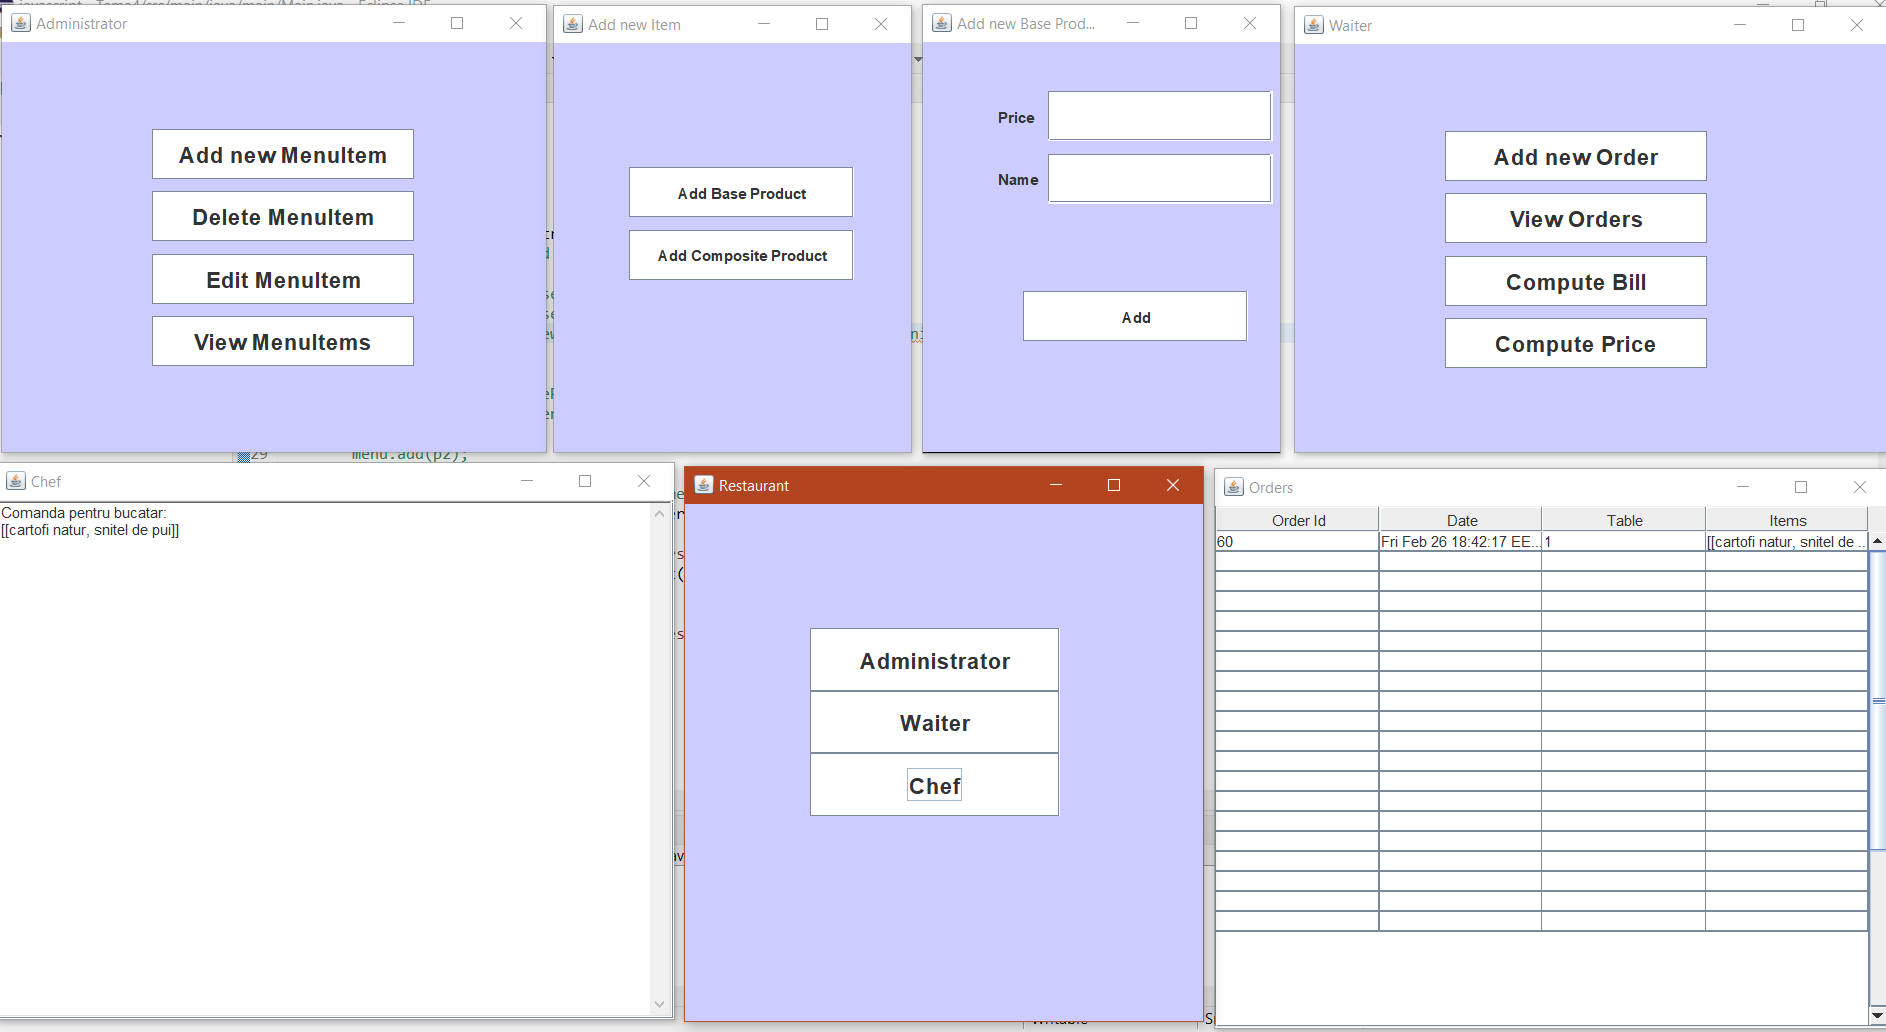 Administrator
Add new MenuItem
Delete MenuItem
Edit MenuItem
View MenuItems
Add new Item
Add Base Product
Add Composite Product
Add new Base Prod...
Price
Name
Add
Waiter
Add new Order
View Orders
Compute Bill
Compute Price
29 menu.add(p2);
Chef
Comanda pentru bucatar:
[[cartofi natur, snitel de pui]]
Restaurant
Administrator
Waiter
Chef
Orders
Order Id Date Table Items
60 Fri Feb 26 18:42:17 EE... 1 [[cartofi natur, snitel de ...